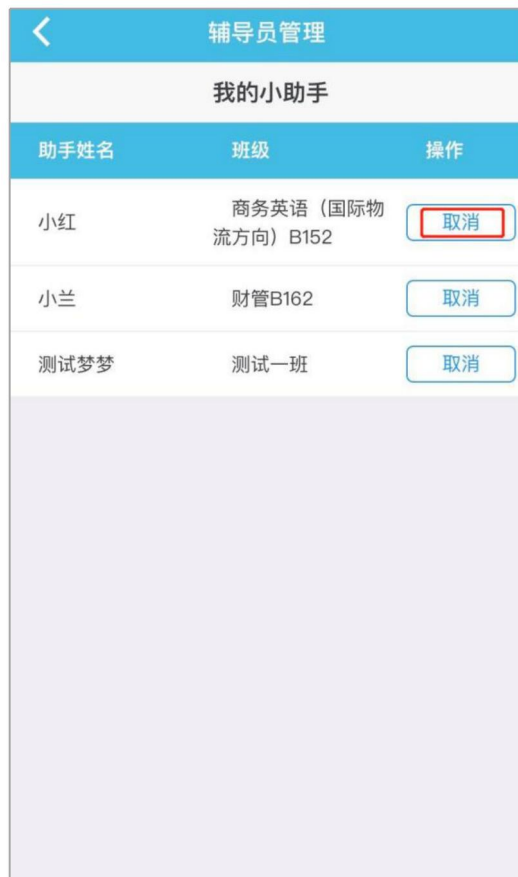 辅导员管理
我的小助手
助手姓名 班级 操作
小红 商务英语（国际物流方向）B152 取消
小兰 财管B162 取消
测试梦梦 测试一班 取消